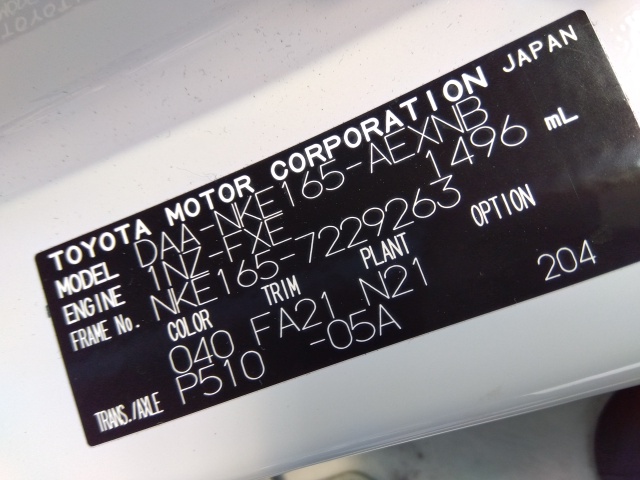 TOYOTA MOTOR CORPORATION JAPAN
MODEL DAA-NKE165-AEXNB
ENGINE 1NZ-FXE 1496 mL
FRAME No. NKE165-7229263
COLOR TRIM PLANT OPTION
040 FA21 N21 204
TRANS./AXLE P510 -05A